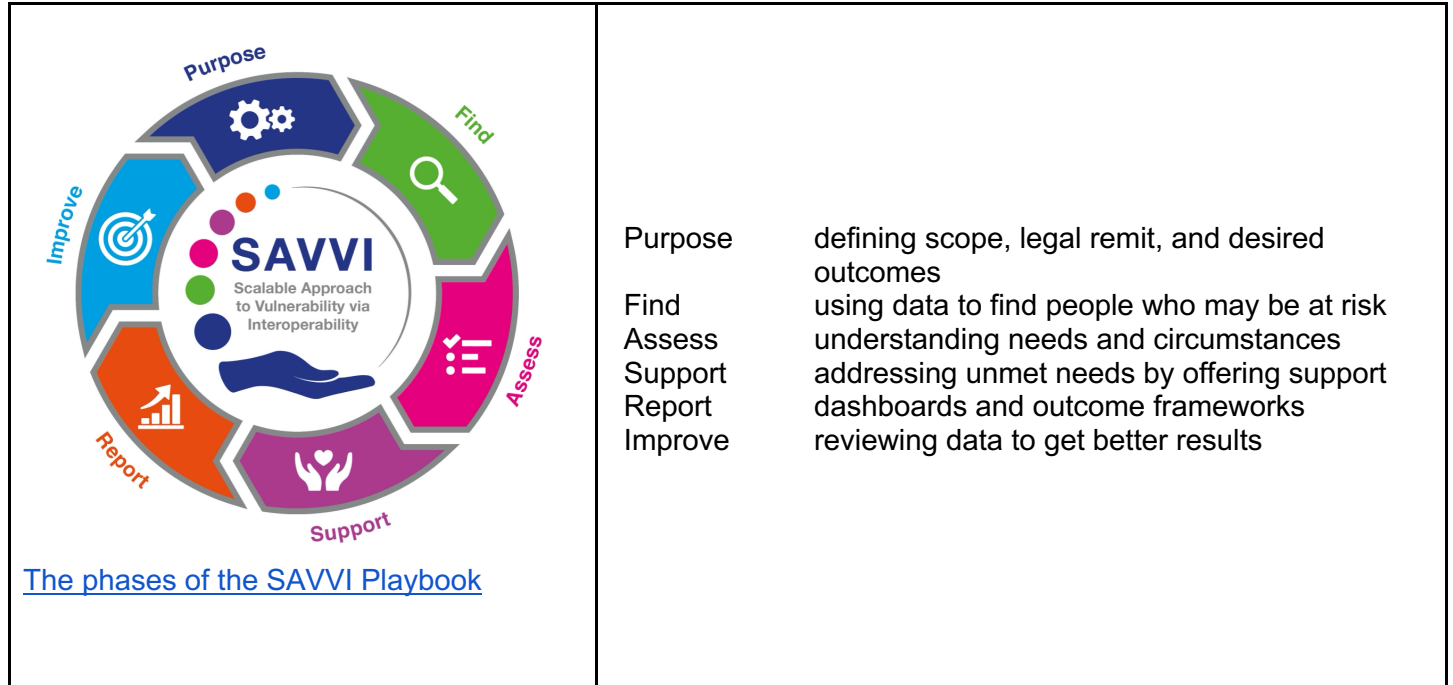 Purpose
Find
Assess
Support
Report
Improve
SAVVI
Scalable Approach
to Vulnerability via
Interoperability
The phases of the SAVVI Playbook
Purpose defining scope, legal remit, and desired
outcomes
Find using data to find people who may be at risk
Assess understanding needs and circumstances
Support addressing unmet needs by offering support
Report dashboards and outcome frameworks
Improve reviewing data to get better results